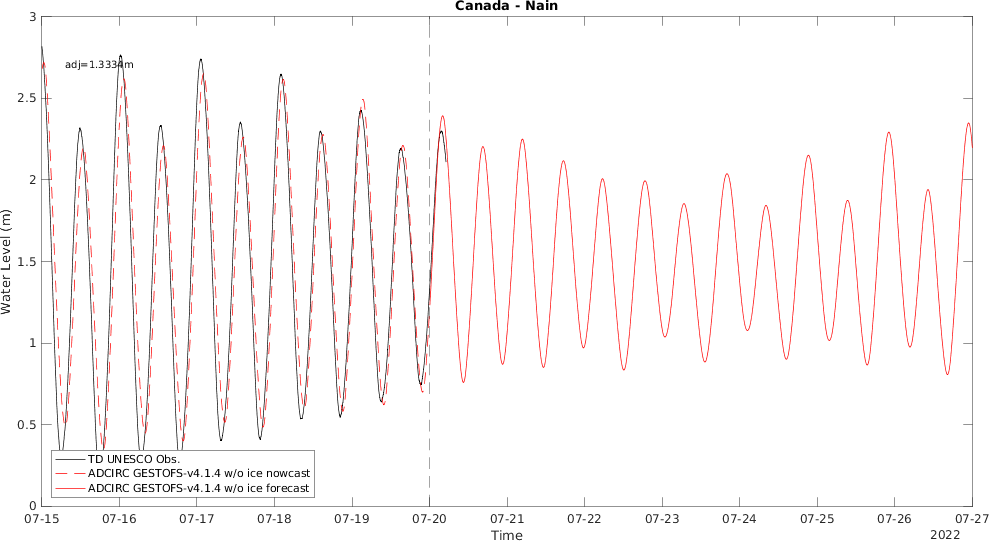 Canada - Nain
3
adj=1.3334m
2.5
2
1.5
1
0.5
0
Water Level (m)
TD UNESCO Obs.
ADCIRC GESTOFS-v4.1.4 w/o ice nowcast
ADCIRC GESTOFS-v4.1.4 w/o ice forecast
07-15 07-16 07-17 07-18 07-19 07-20 07-21 07-22 07-23 07-24 07-25 07-26 07-27
Time
2022